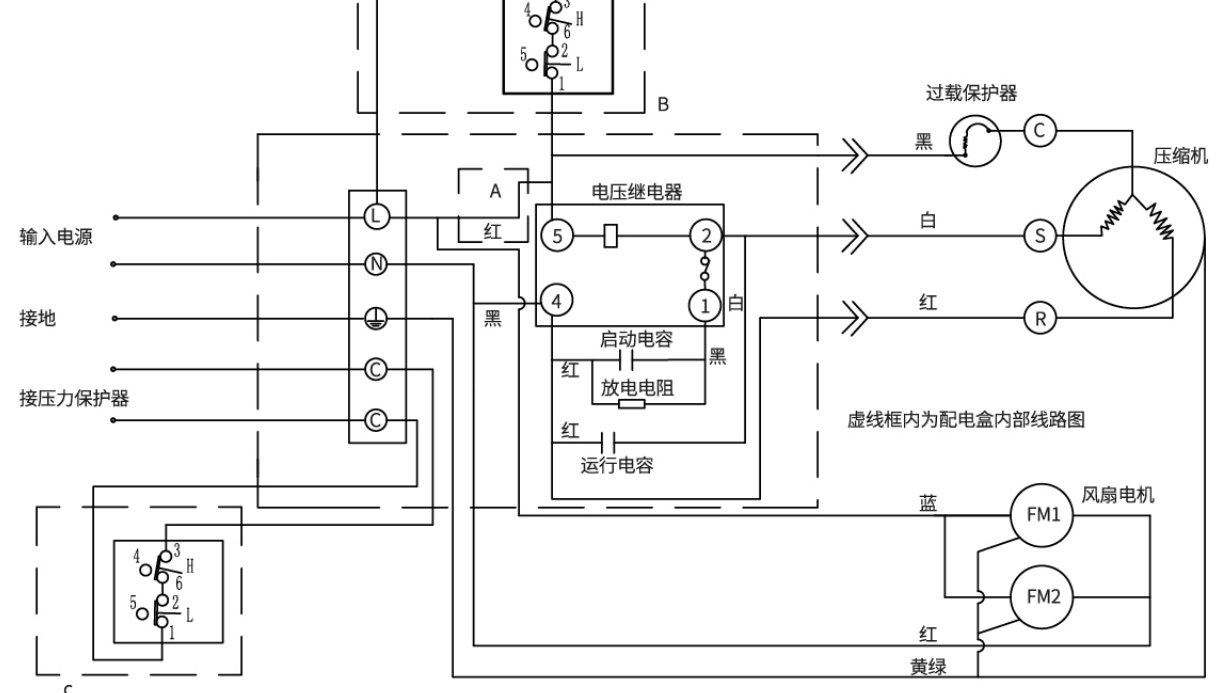 3
4
H
6
2
5
L
1
B
过载保护器
黑
C
压缩机
A
电压继电器
L
红
5
2
白
S
输入电源
N
4
1
白
红
R
接地
黑
启动电容
黑
红
C
放电电阻
接压力保护器
C
红
运行电容
虚线框内为配电盒内部线路图
蓝
FM1
风扇电机
3
4
H
6
2
5
L
1
FM2
红
黄绿
C